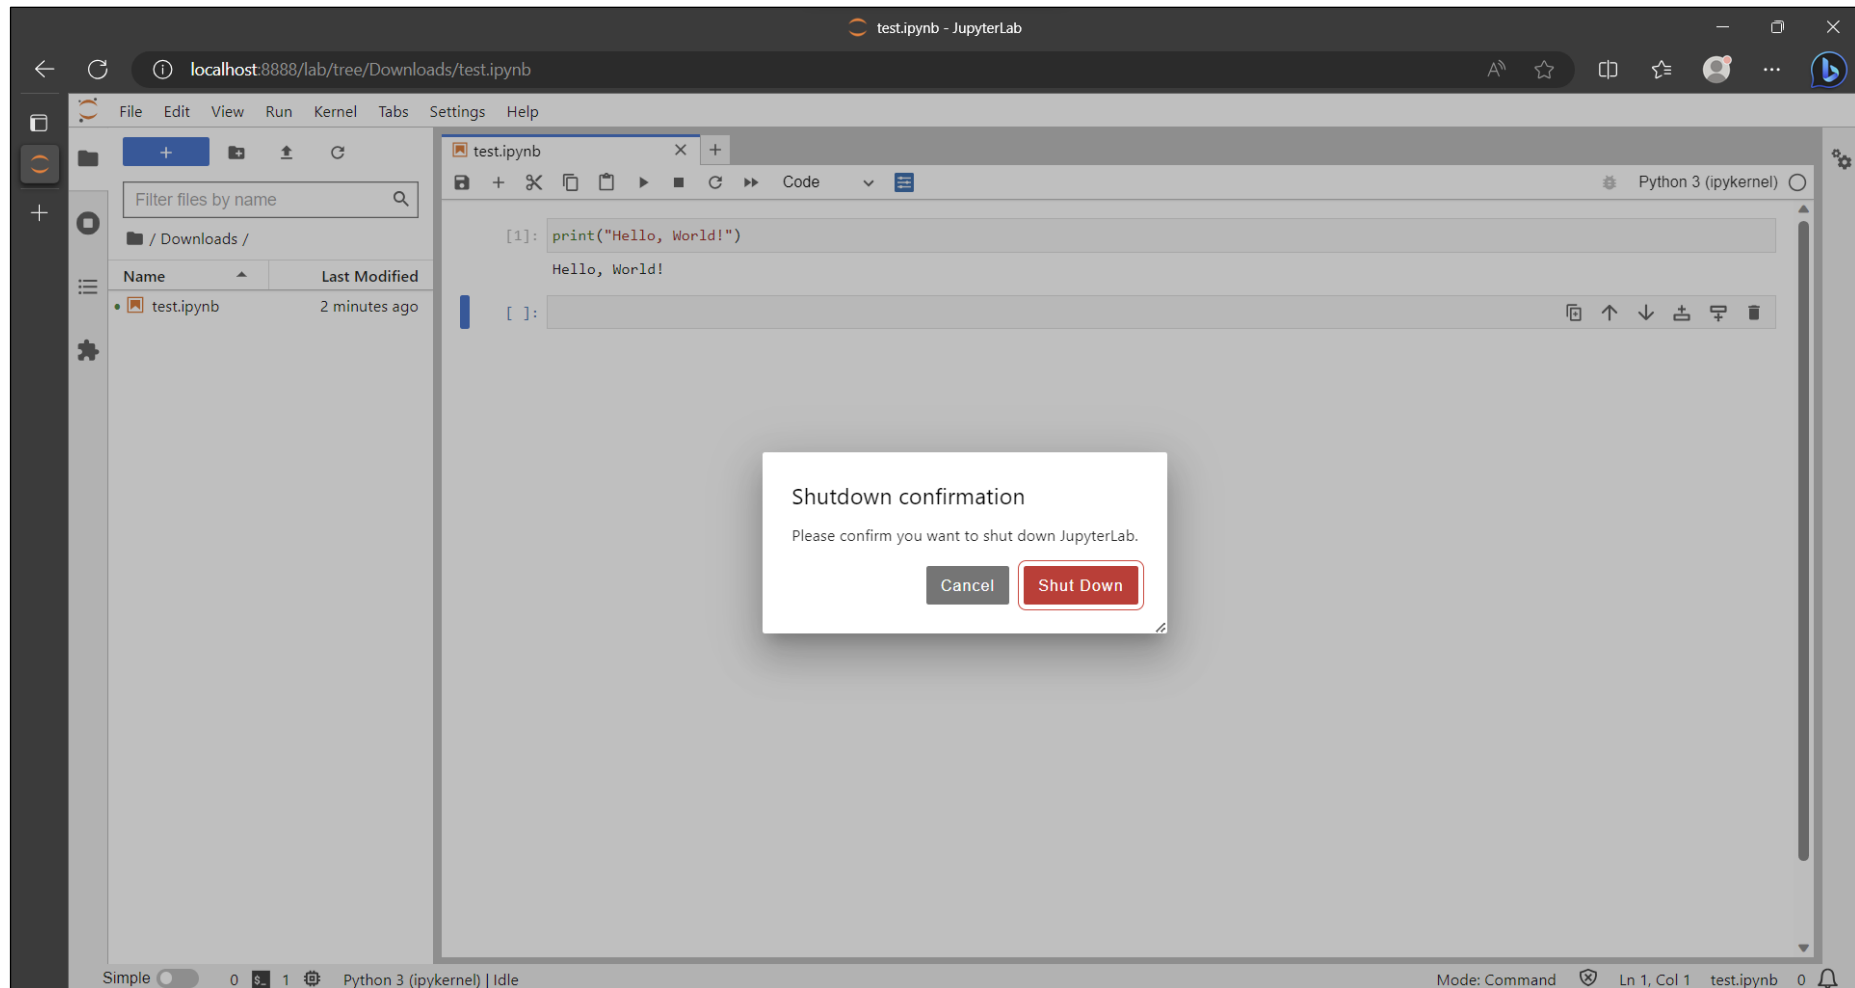 test.ipynb - JupyterLab
localhost:8888/lab/tree/Downloads/test.ipynb
File Edit View Run Kernel Tabs Settings Help
test.ipynb
Code
Python 3 (ipykernel)
Filter files by name
/ Downloads /
Name Last Modified
test.ipynb 2 minutes ago
[1]: print("Hello, World!")
Hello, World!
[ ]:
Shutdown confirmation
Please confirm you want to shut down JupyterLab.
Cancel Shut Down
Simple 0 $_ 1 Python 3 (ipykernel) | Idle Mode: Command Ln 1, Col 1 test.ipynb 0